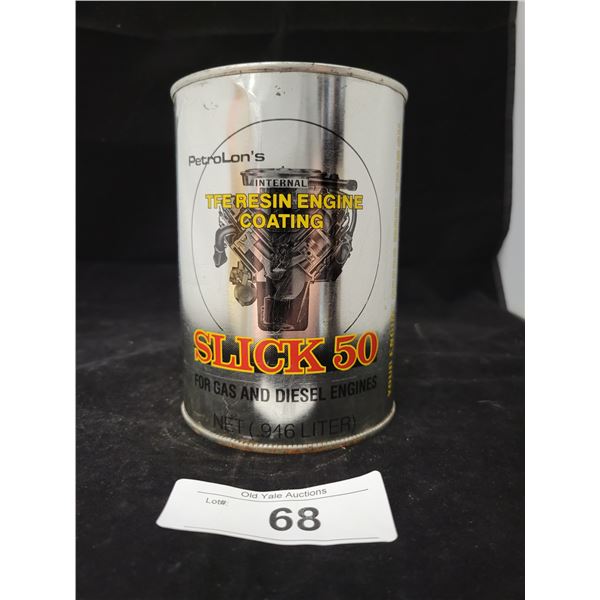 PetroLon's
INTERNAL
TFE RESIN ENGINE
COATING
SLICK 50
FOR GAS AND DIESEL ENGINES
NET (.946 LITER)
Old Yale Auctions
Lot#:
68